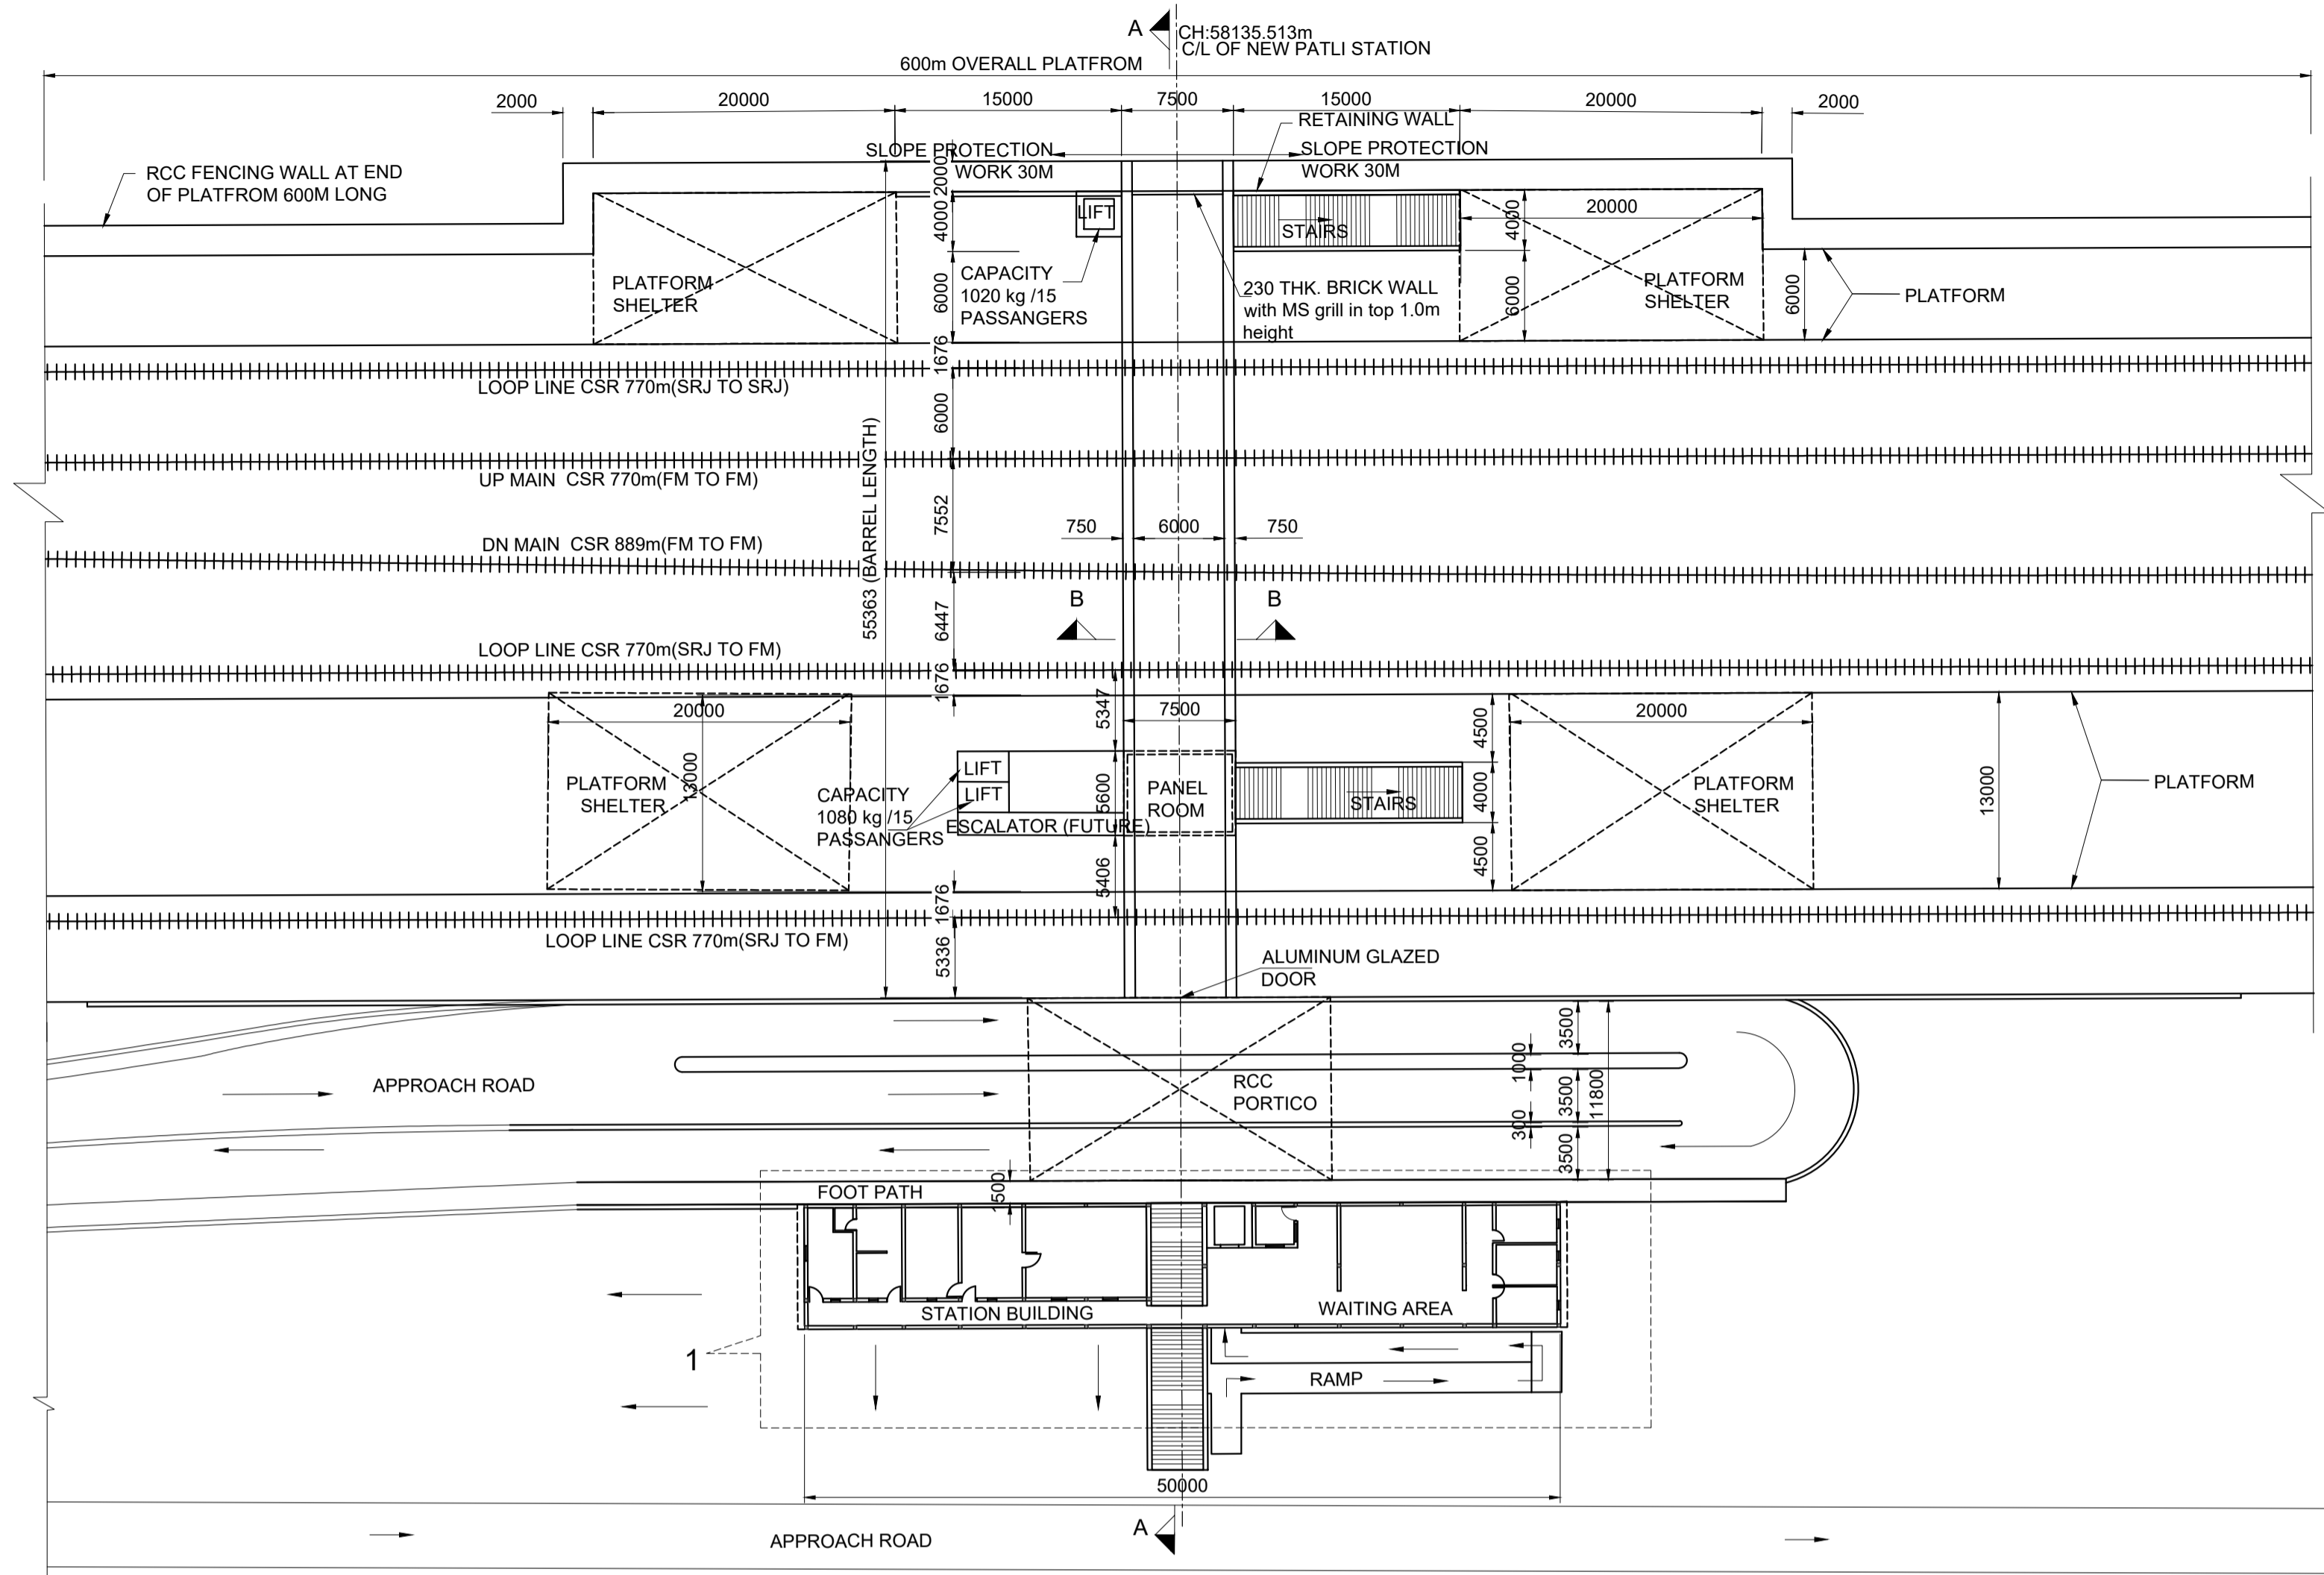 A
CH:58135.513m
C/L OF NEW PATLI STATION
600m OVERALL PLATFROM
2000
20000
15000
7500
15000
20000
2000
RETAINING WALL
SLOPE PROTECTION
WORK 30M
SLOPE PROTECTION
WORK 30M
RCC FENCING WALL AT END
OF PLATFROM 600M LONG
2000
4000
6000
1676
6000
7552
6447
1676
1676
5336
55363 (BARREL LENGTH)
LIFT
STAIRS
4000
20000
6000
6000
PLATFORM
SHELTER
CAPACITY
1020 kg /15
PASSANGERS
230 THK. BRICK WALL
with MS grill in top 1.0m
height
PLATFORM
SHELTER
PLATFORM
LOOP LINE CSR 770m(SRJ TO SRJ)
UP MAIN  CSR 770m(FM TO FM)
DN MAIN  CSR 889m(FM TO FM)
750
6000
750
B
B
LOOP LINE CSR 770m(SRJ TO FM)
20000
13000
5347
7500
4500
20000
13000
PLATFORM
SHELTER
LIFT
LIFT
CAPACITY
1080 kg /15
PASSANGERS
ESCALATOR (FUTURE)
5600
PANEL
ROOM
STAIRS
4000
PLATFORM
SHELTER
PLATFORM
5406
4500
LOOP LINE CSR 770m(SRJ TO FM)
ALUMINUM GLAZED
DOOR
APPROACH ROAD
RCC
PORTICO
3500
1000
3500
11800
300
3500
FOOT PATH
1500
STATION BUILDING
WAITING AREA
1
RAMP
50000
A
APPROACH ROAD